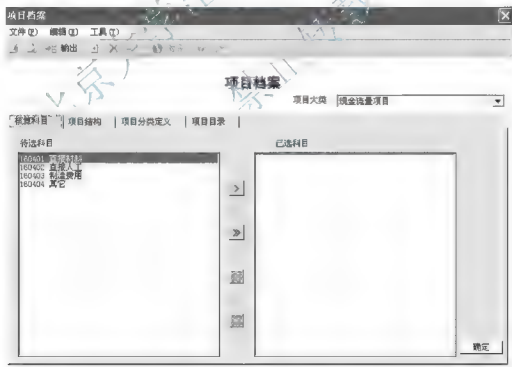 项目档案
文件(F) 编辑(E) 工具(T)
输出
项目档案
项目大类 现金流量项目
核算科目 项目结构 项目分类定义 项目目录
待选科目 已选科目
160401 直接材料
160402 直接人工
160403 制造费用
160404 其它
>
»
确定